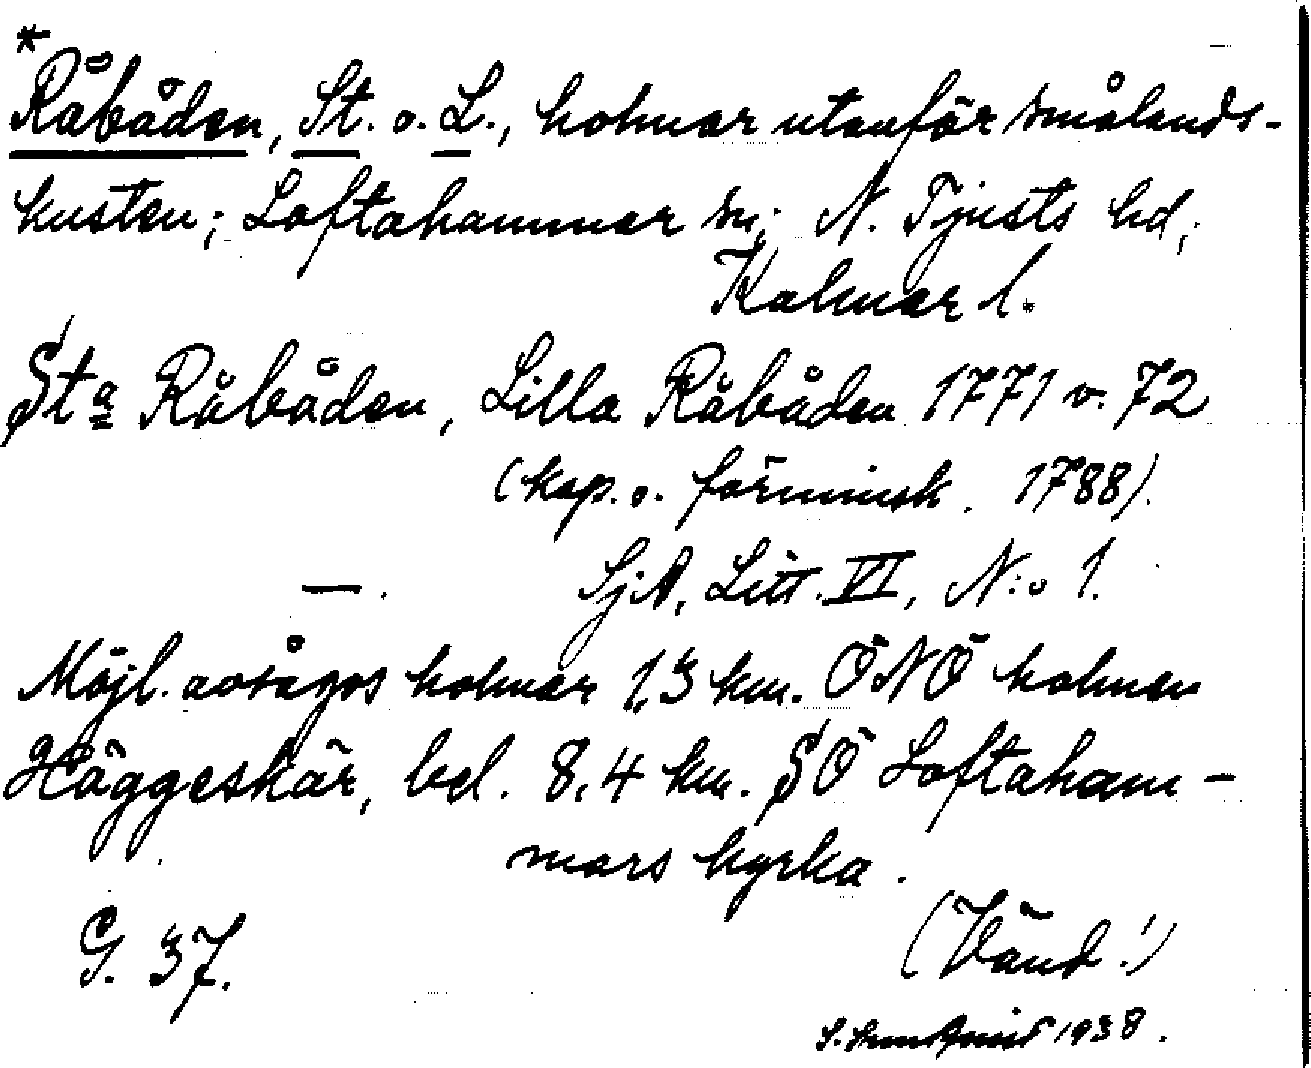 *
Råbåden, St. o. L., holmar utanför smålands-
kusten; Loftahammar sn; N. Tjusts hd;
Kalmar l.
Sta Råbåden, Lilla Råbåden 1771 o. 72
(kop. o. förminsk. 1788).
—. SjA, Litt. VI, N:o 1.
Möjl. avsågos holmar 1,3 km. ÖNÖ holmen
Häggeskär, bel. 8,4 km. SÖ Loftaham-
mars kyrka.
G. 37. (Vänd!)
1938.